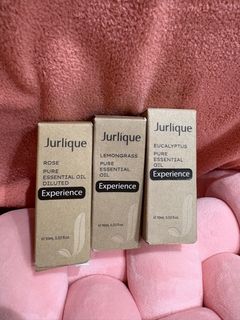 Jurlique
ROSE
PURE
ESSENTIAL OIL
DILUTED
Experience
Jurlique
LEMONGRASS
PURE
ESSENTIAL
OIL
Experience
Jurlique
EUCALYPTUS
PURE
ESSENTIAL
OIL
Experience